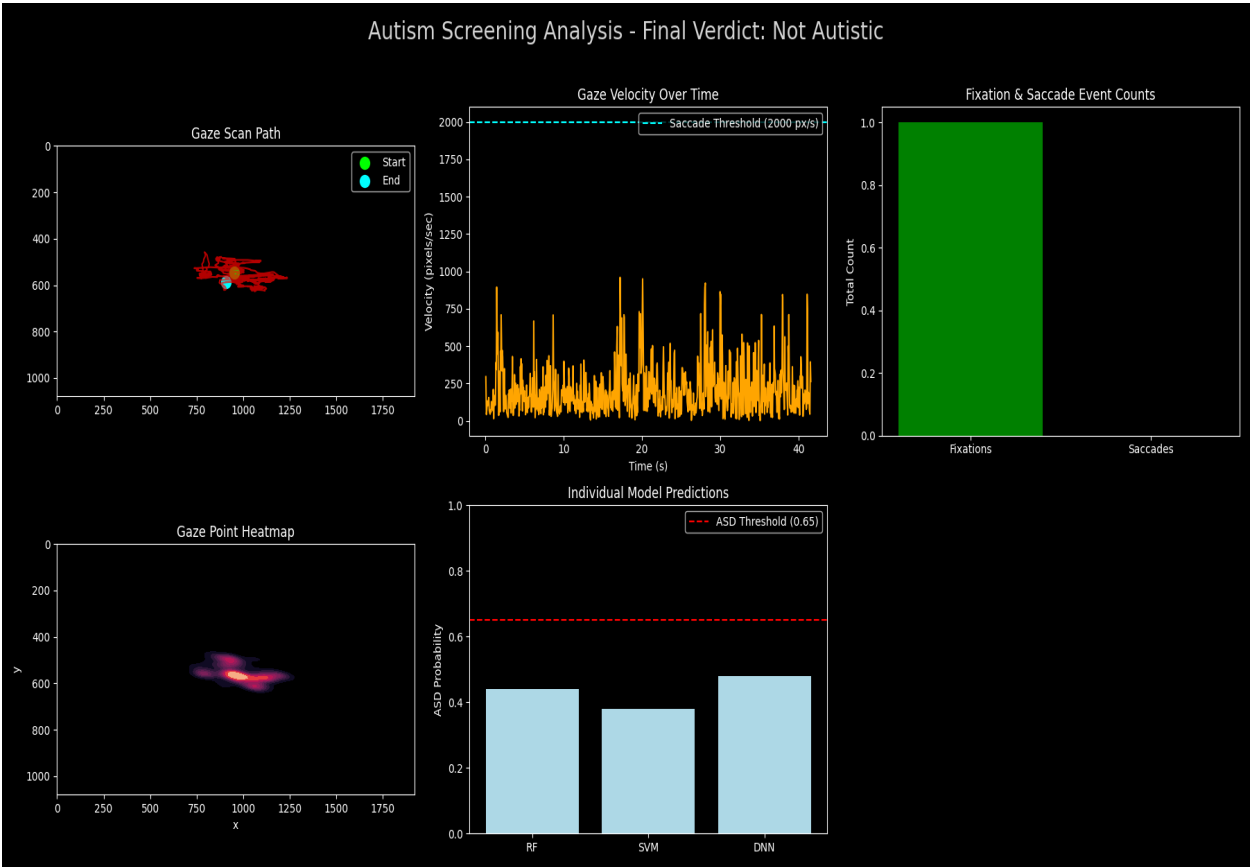 Autism Screening Analysis - Final Verdict: Not Autistic
Gaze Scan Path
0
200
400
600
800
1000
0 250 500 750 1000 1250 1500 1750
Start
End
Gaze Velocity Over Time
Velocity (pixels/sec)
2000
1750
1500
1250
1000
750
500
250
0
0 10 20 30 40
Time (s)
Saccade Threshold (2000 px/s)
Fixation & Saccade Event Counts
Total Count
1.0
0.8
0.6
0.4
0.2
0.0
Fixations Saccades
Gaze Point Heatmap
y
0
200
400
600
800
1000
0 250 500 750 1000 1250 1500 1750
x
Individual Model Predictions
ASD Probability
1.0
0.8
0.6
0.4
0.2
0.0
RF SVM DNN
ASD Threshold (0.65)